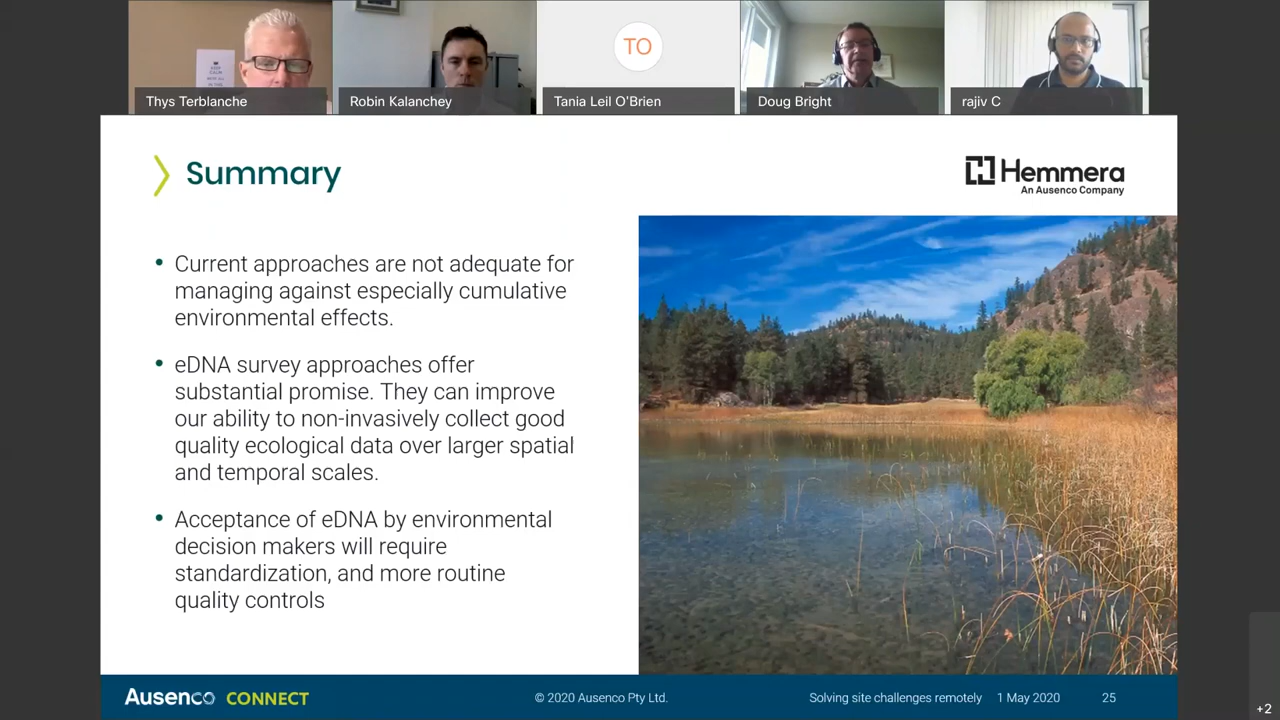 TO
Thys Terblanche
Robin Kalanchey
Tania Leil O'Brien
Doug Bright
rajiv C
Summary
Hemmera
An Ausenco Company
• Current approaches are not adequate for
managing against especially cumulative
environmental effects.
• eDNA survey approaches offer
substantial promise. They can improve
our ability to non-invasively collect good
quality ecological data over larger spatial
and temporal scales.
• Acceptance of eDNA by environmental
decision makers will require
standardization, and more routine
quality controls
Ausenco CONNECT
© 2020 Ausenco Pty Ltd.
Solving site challenges remotely 1 May 2020 25
+2